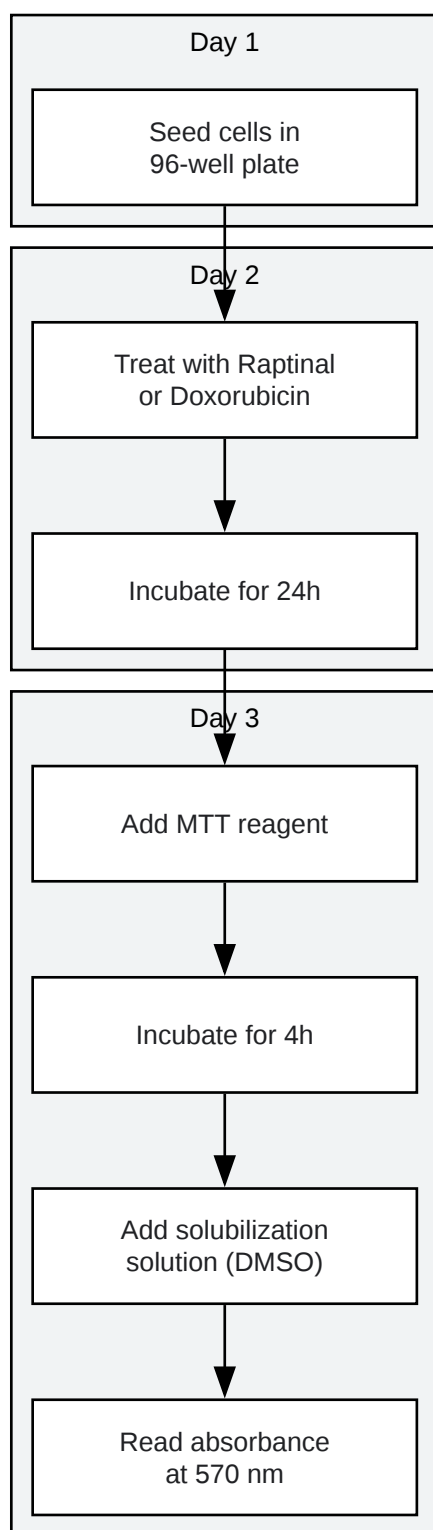 Day 1
Seed cells in
96-well plate
Day 2
Treat with Raptinal
or Doxorubicin
Incubate for 24h
Day 3
Add MTT reagent
Incubate for 4h
Add solubilization
solution (DMSO)
Read absorbance
at 570 nm